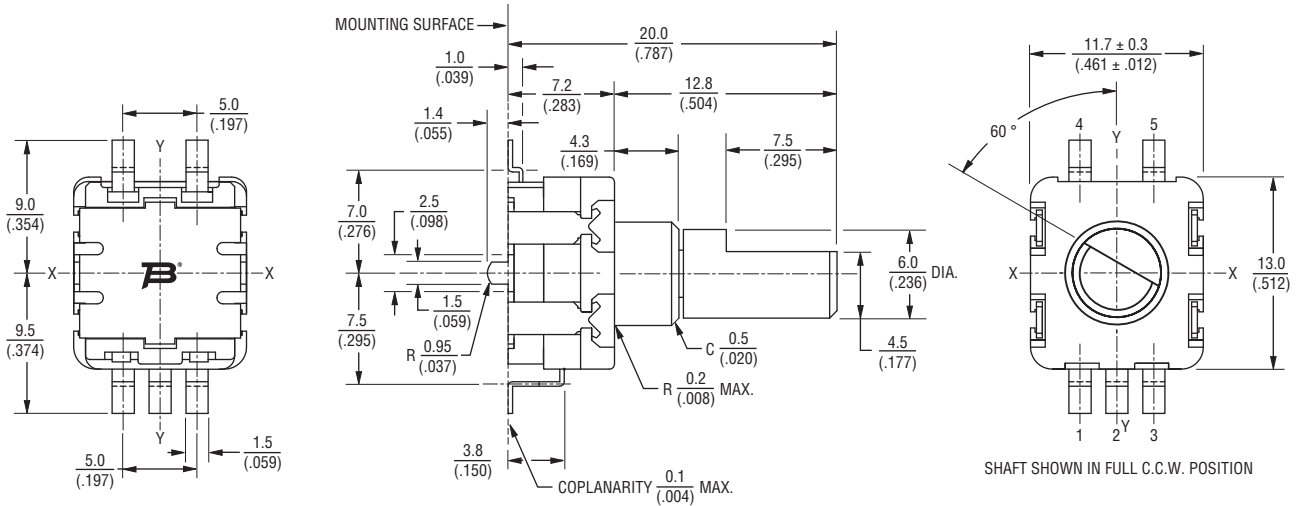 5.0
(.197)
Y
9.0
(.354)
X
X
B®
9.5
(.374)
Y
5.0
(.197)
1.5
(.059)
MOUNTING SURFACE
20.0
(.787)
1.0
(.039)
7.2
(.283)
12.8
(.504)
1.4
(.055)
4.3
(.169)
7.5
(.295)
7.0
(.276)
2.5
(.098)
6.0
(.236) DIA.
1.5
(.059)
7.5
(.295)
R 0.95
(.037)
C 0.5
(.020)
4.5
(.177)
R 0.2
(.008) MAX.
3.8
(.150)
COPLANARITY 0.1
(.004) MAX.
11.7 ± 0.3
(.461 ± .012)
60 °
4
Y
5
X
X
13.0
(.512)
1
2
Y
3
SHAFT SHOWN IN FULL C.C.W. POSITION